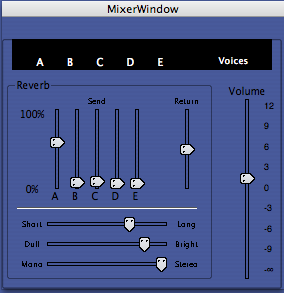 MixerWindow
A B C D E Voices
Reverb
Send Return
100%
0%
A B C D E
Short Long
Dull Bright
Mono Stereo
Volume
12
9
6
3
0
-3
-6
-9
-∞